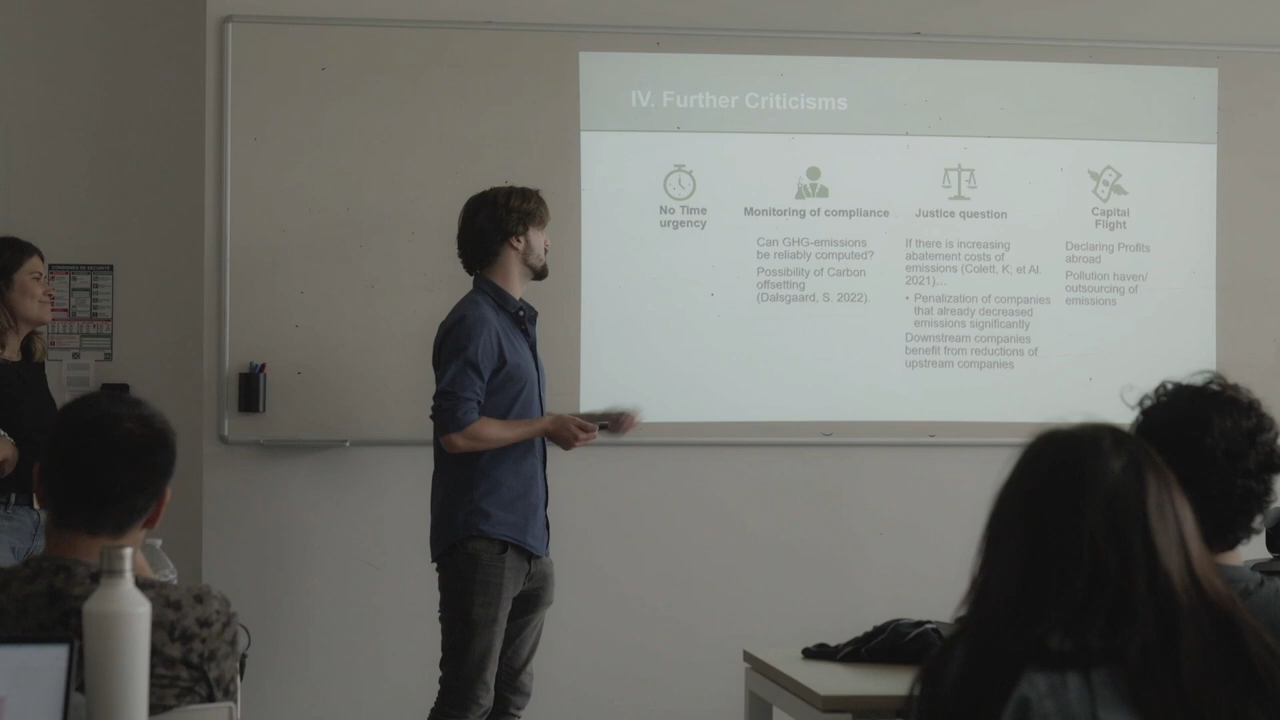 CONSIGNES DE SÉCURITÉ
IV. Further Criticisms
No Time
urgency
Monitoring of compliance
Can GHG-emissions
be reliably computed?
Possibility of Carbon
offsetting
(Dalsgaard, S. 2022).
Justice question
If there is increasing
abatement costs of
emissions (Colett, K; et Al.
2021)…
• Penalization of companies
that already decreased
emissions significantly
Downstream companies
benefit from reductions of
upstream companies
Capital
Flight
Declaring Profits
abroad
Pollution haven/
outsourcing of
emissions